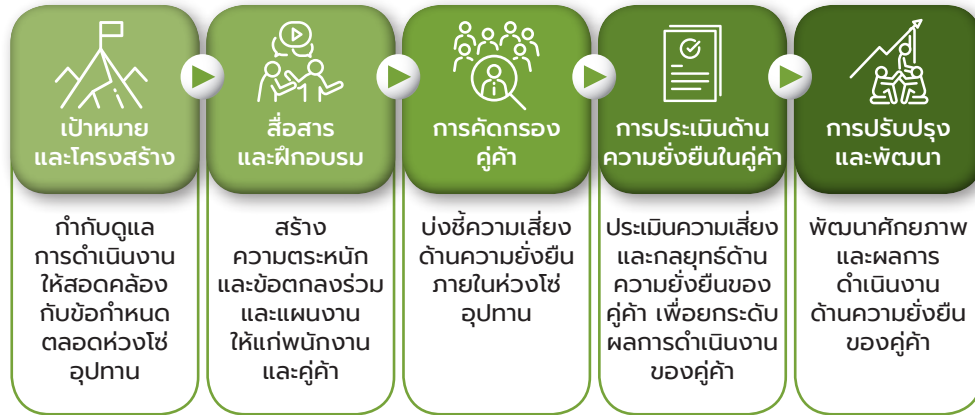 เป้าหมาย
และโครงสร้าง
กำกับดูแล
การดำเนินงาน
ให้สอดคล้อง
กับข้อกำหนด
ตลอดห่วงโซ่
อุปทาน
สื่อสาร
และฝึกอบรม
สร้าง
ความตระหนัก
และข้อตกลงร่วม
และแผนงาน
ให้แก่พนักงาน
และคู่ค้า
การคัดกรอง
คู่ค้า
บ่งชี้ความเสี่ยง
ด้านความยั่งยืน
ภายในห่วงโซ่
อุปทาน
การประเมินด้าน
ความยั่งยืนในคู่ค้า
ประเมินความเสี่ยง
และกลยุทธ์ด้าน
ความยั่งยืนของ
คู่ค้า เพื่อยกระดับ
ผลการดำเนินงาน
ของคู่ค้า
การปรับปรุง
และพัฒนา
พัฒนาศักยภาพ
และผลการ
ดำเนินงาน
ด้านความยั่งยืน
ของคู่ค้า